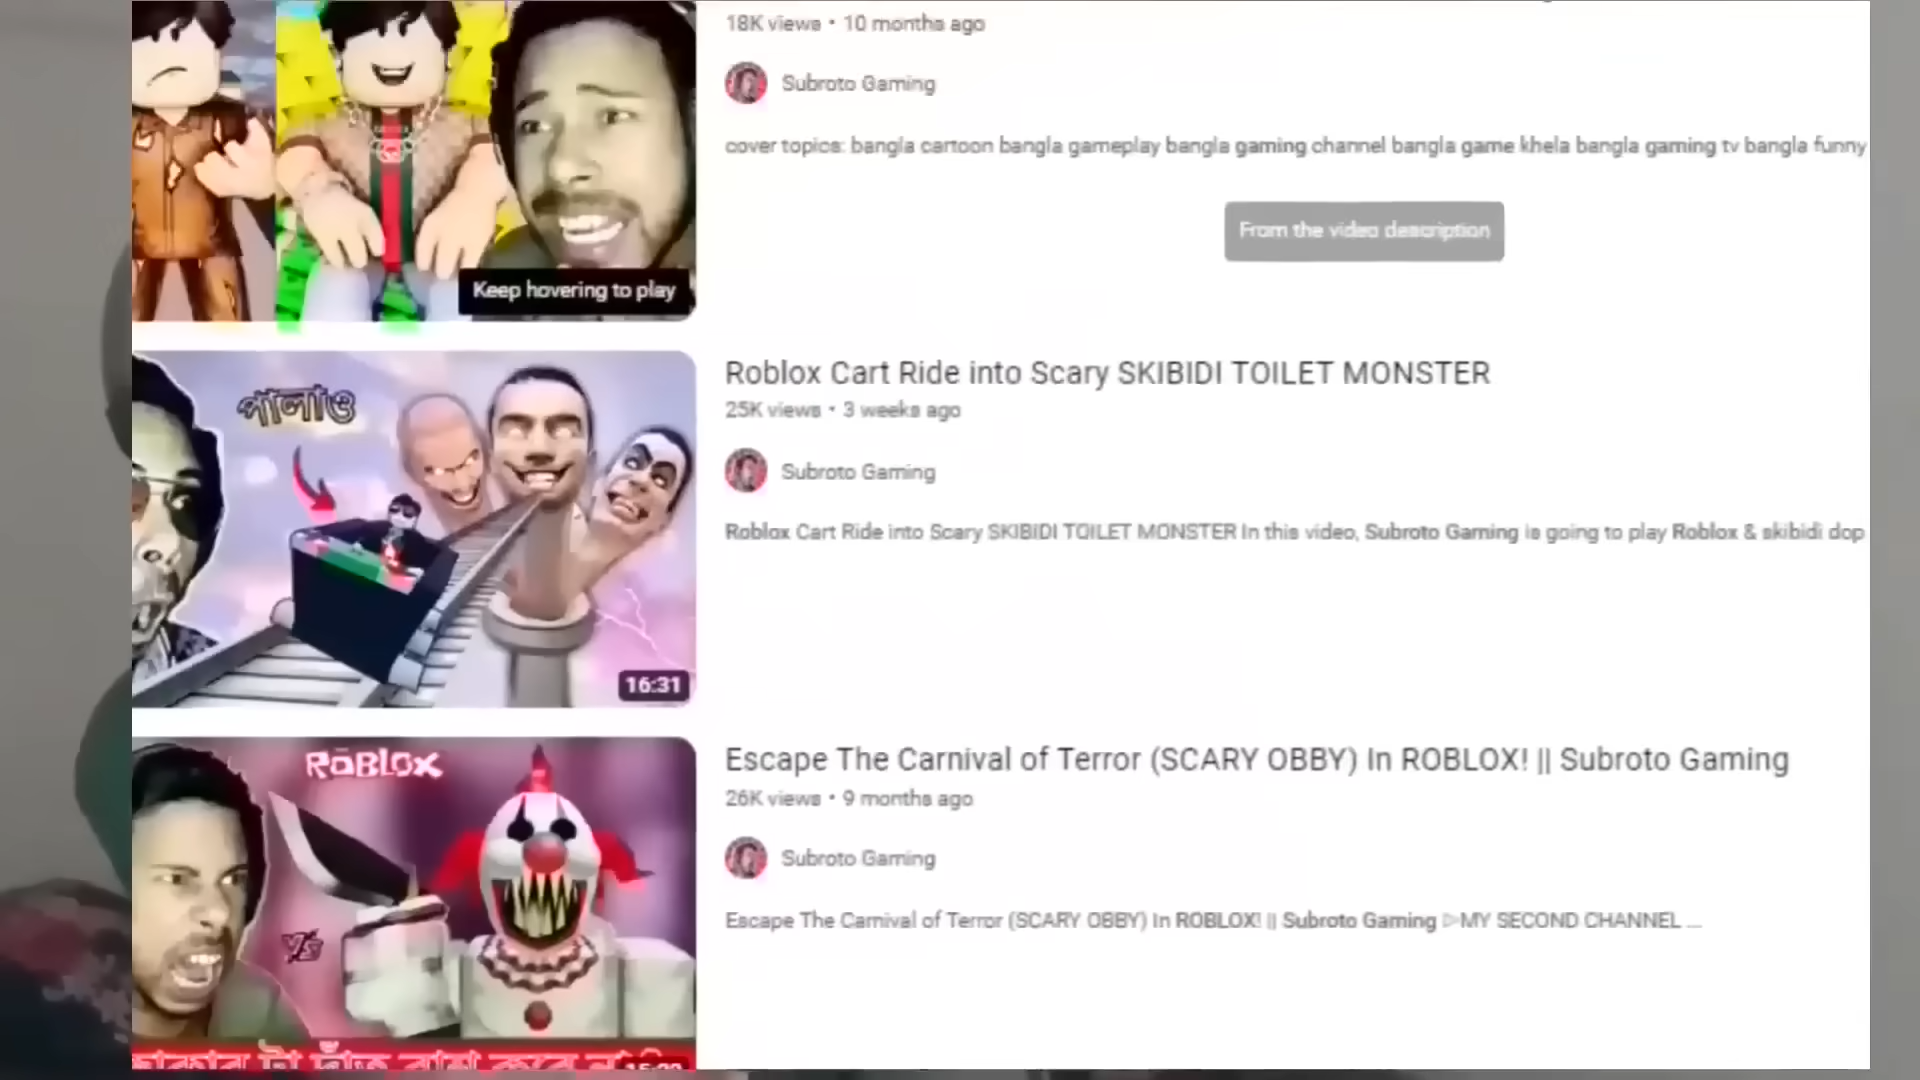 18K views • 10 months ago
Subroto Gaming
cover topics: bangla cartoon bangla gameplay bangla gaming channel bangla game khela bangla gaming tv bangla funny
From the video description
Keep hovering to play
Roblox Cart Ride into Scary SKIBIDI TOILET MONSTER
25K views • 3 weeks ago
পালাও
Subroto Gaming
Roblox Cart Ride into Scary SKIBIDI TOILET MONSTER In this video, Subroto Gaming is going to play Roblox & skibidi dop
16:31
ROBLOX
Escape The Carnival of Terror (SCARY OBBY) In ROBLOX! || Subroto Gaming
26K views • 9 months ago
Subroto Gaming
Escape The Carnival of Terror (SCARY OBBY) In ROBLOX! || Subroto Gaming ▷MY SECOND CHANNEL ...
VS